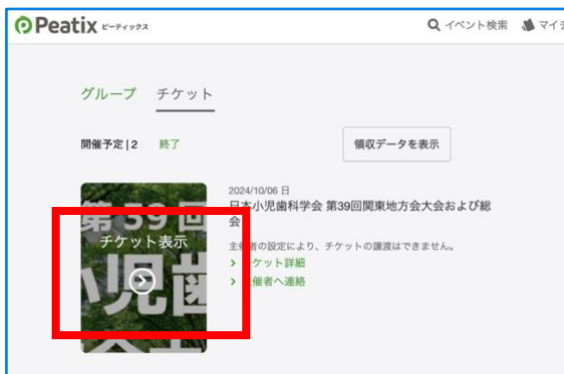 Peatix ピーティックス
イベント検索 マイチ
グループ チケット
開催予定|2 終了
領収データを表示
2024/10/06 日
日本小児歯科学会 第39回関東地方会大会および総
会
主催者の設定により、チケットの譲渡はできません。
チケット詳細
主催者へ連絡
第39回
チケット表示
小児歯